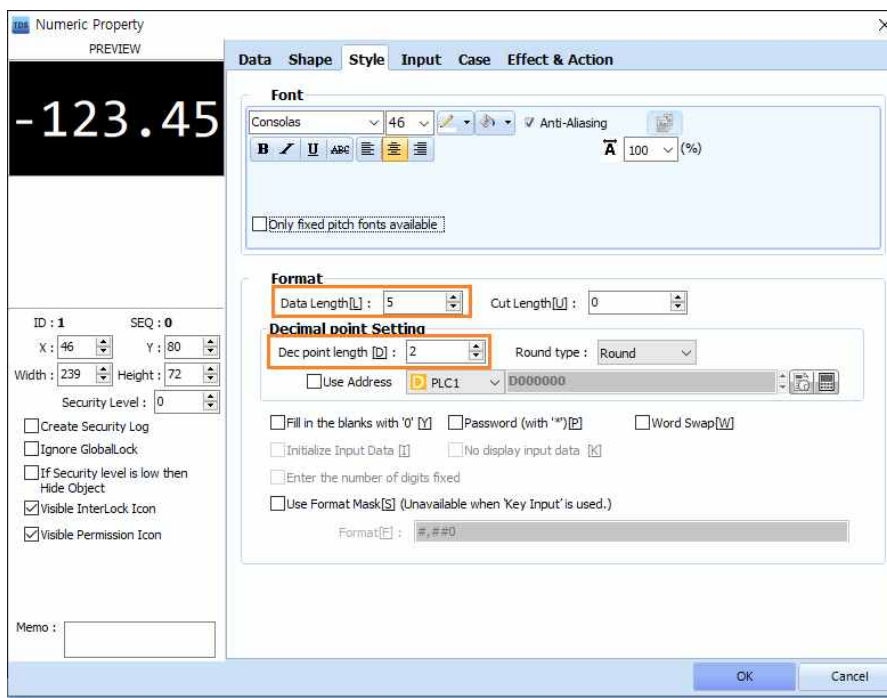 TDS Numeric Property
PREVIEW
-123.45
ID : 1 SEQ : 0
X : 46 Y : 80
Width : 239 Height : 72
Security Level : 0
Create Security Log
Ignore GlobalLock
If Security level is low then
Hide Object
Visible InterLock Icon
Visible Permission Icon
Memo :
Data Shape Style Input Case Effect & Action
Font
Consolas 46 Anti-Aliasing
B I U ABC A 100 (%)
Only fixed pitch fonts available
Format
Data Length[L] : 5 Cut Length[U] : 0
Decimal point Setting
Dec point length [D] : 2 Round type : Round
Use Address D PLC1 D000000
Fill in the blanks with '0' [Y] Password (with '*')[P] Word Swap[W]
Initialize Input Data [I] No display input data [K]
Enter the number of digits fixed
Use Format Mask[S] (Unavailable when 'Key Input' is used.)
Format[F] : #,##0
OK Cancel